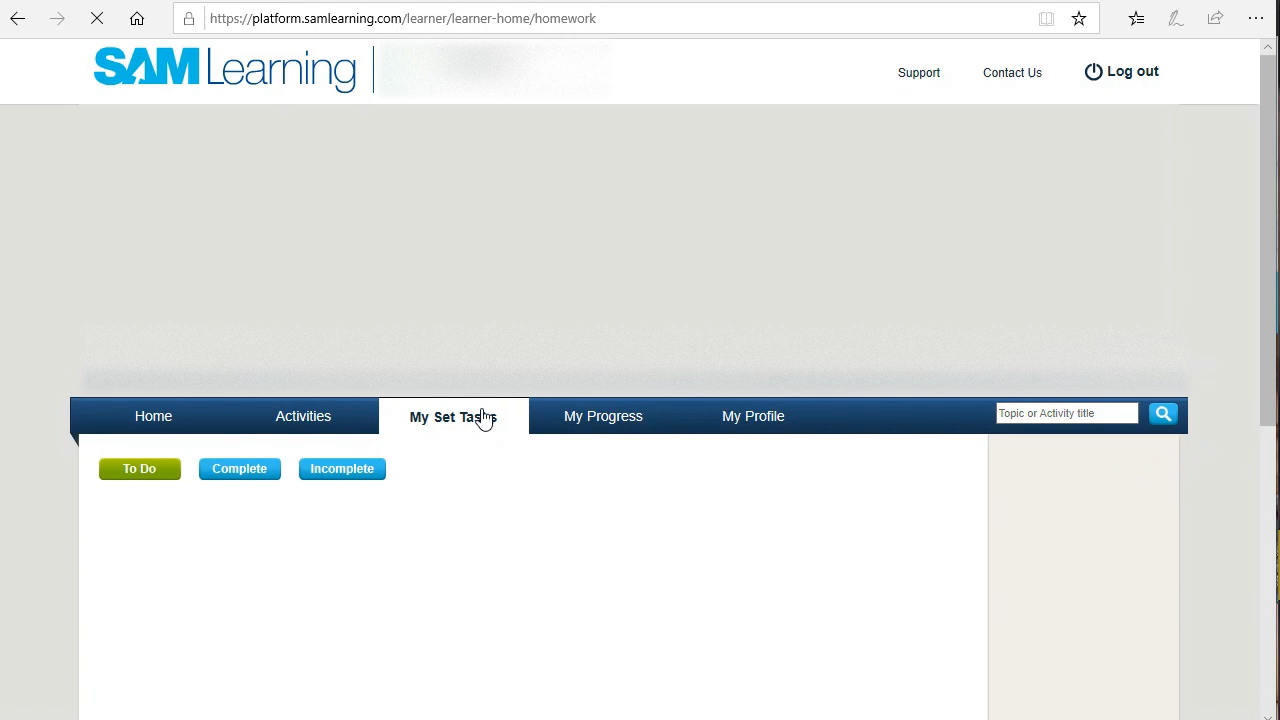 https://platform.samlearning.com/learner/learner-home/homework
SAM Learning
Support
Contact Us
Log out
Home
Activities
My Set Tasks
My Progress
My Profile
Topic or Activity title
To Do
Complete
Incomplete